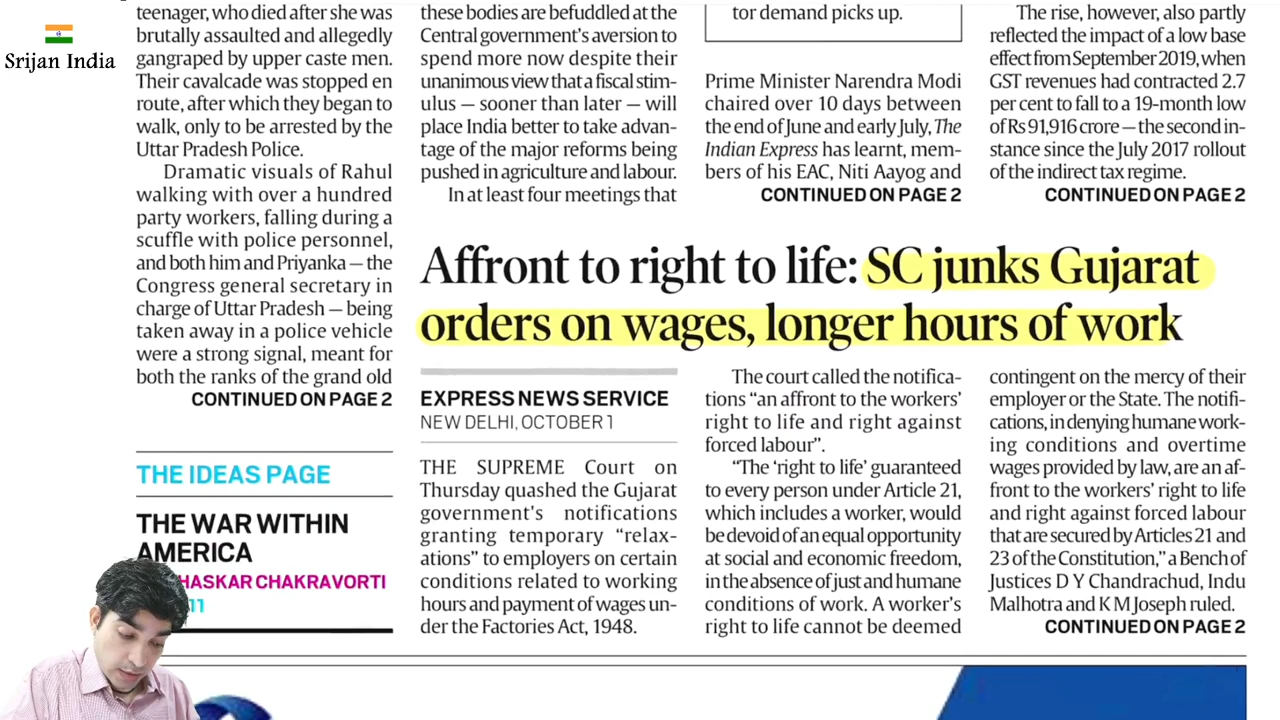 Srijan India
teenager, who died after she was
brutally assaulted and allegedly
gangraped by upper caste men.
Their cavalcade was stopped en
route, after which they began to
walk, only to be arrested by the
Uttar Pradesh Police.
Dramatic visuals of Rahul
walking with over a hundred
party workers, falling during a
scuffle with police personnel,
and both him and Priyanka — the
Congress general secretary in
charge of Uttar Pradesh — being
taken away in a police vehicle
were a strong signal, meant for
both the ranks of the grand old
CONTINUED ON PAGE 2
THE IDEAS PAGE
THE WAR WITHIN
AMERICA
HASKAR CHAKRAVORTI
11
these bodies are befuddled at the
Central government's aversion to
spend more now despite their
unanimous view that a fiscal stim-
ulus — sooner than later — will
place India better to take advan-
tage of the major reforms being
pushed in agriculture and labour.
In at least four meetings that
tor demand picks up.
Prime Minister Narendra Modi
chaired over 10 days between
the end of June and early July, The
Indian Express has learnt, mem-
bers of his EAC, Niti Aayog and
CONTINUED ON PAGE 2
The rise, however, also partly
reflected the impact of a low base
effect from September 2019, when
GST revenues had contracted 2.7
per cent to fall to a 19-month low
of Rs 91,916 crore — the second in-
stance since the July 2017 rollout
of the indirect tax regime.
CONTINUED ON PAGE 2
Affront to right to life: SC junks Gujarat
orders on wages, longer hours of work
EXPRESS NEWS SERVICE
NEW DELHI, OCTOBER 1
THE SUPREME Court on
Thursday quashed the Gujarat
government's notifications
granting temporary "relax-
ations" to employers on certain
conditions related to working
hours and payment of wages un-
der the Factories Act, 1948.
The court called the notifica-
tions "an affront to the workers'
right to life and right against
forced labour".
"The 'right to life' guaranteed
to every person under Article 21,
which includes a worker, would
be devoid of an equal opportunity
at social and economic freedom,
in the absence of just and humane
conditions of work. A worker's
right to life cannot be deemed
contingent on the mercy of their
employer or the State. The notifi-
cations, in denying humane work-
ing conditions and overtime
wages provided by law, are an af-
front to the workers' right to life
and right against forced labour
that are secured by Articles 21 and
23 of the Constitution," a Bench of
Justices D Y Chandrachud, Indu
Malhotra and K M Joseph ruled.
CONTINUED ON PAGE 2